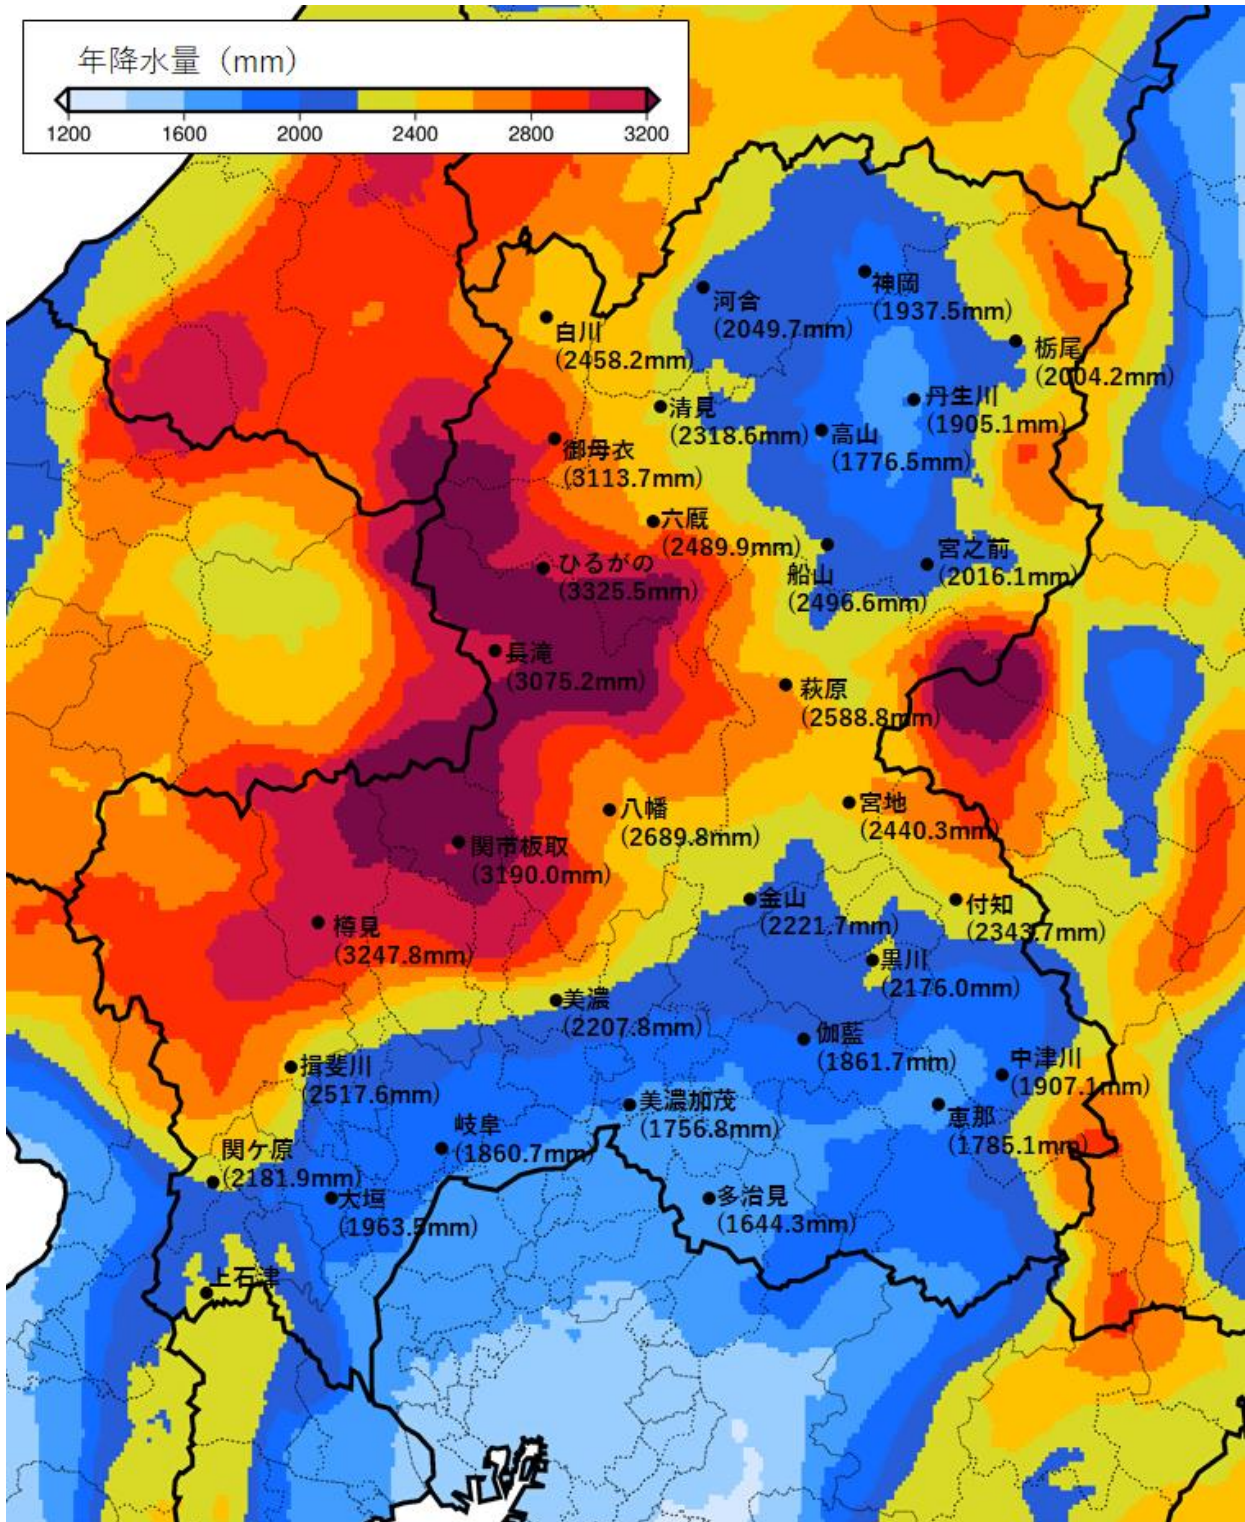 年降水量（mm）
1200 1600 2000 2400 2800 3200
神岡
(1937.5mm)
河合
(2049.7mm)
白川
(2458.2mm)
栃尾
(2004.2mm)
丹生川
(1905.1mm)
清見
(2318.6mm)
高山
(1776.5mm)
御母衣
(3113.7mm)
六厩
(2489.9mm)
宮之前
(2016.1mm)
ひるがの
(3325.5mm)
船山
(2496.6mm)
長滝
(3075.2mm)
萩原
(2588.8mm)
八幡
(2689.8mm)
宮地
(2440.3mm)
関市板取
(3190.0mm)
金山
(2221.7mm)
付知
(2343.7mm)
樽見
(3247.8mm)
黒川
(2176.0mm)
美濃
(2207.8mm)
伽藍
(1861.7mm)
中津川
(1907.1mm)
揖斐川
(2517.6mm)
美濃加茂
(1756.8mm)
恵那
(1785.1mm)
岐阜
(1860.7mm)
関ケ原
(2181.9mm)
大垣
(1963.5mm)
多治見
(1644.3mm)
上石津